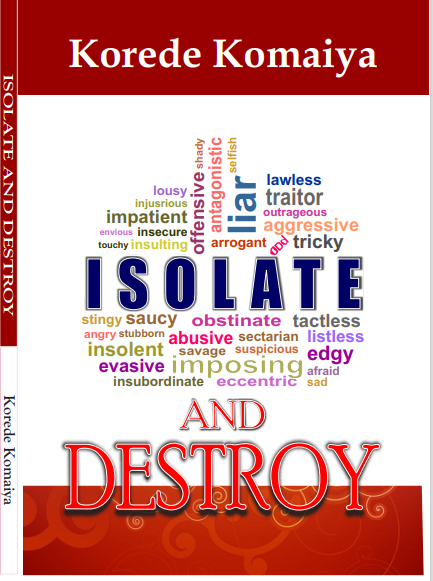 Korede Komaiya
ISOLATE AND DESTROY
Korede Komaiya
shady
selfish
antagonistic
offensive
liar
lawless
lousy
traitor
injurious
outrageous
impatient
aggressive
envious insecure
touchy insulting
arrogant
odd
tricky
ISOLATE
stingy saucy obstinate tactless
angry stubborn abusive sectarian listless
insolent savage suspicious edgy
evasive imposing afraid
insubordinate eccentric sad
AND
DESTROY